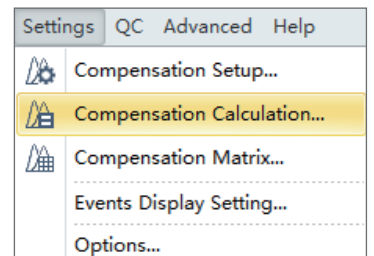 Settings QC Advanced Help
Compensation Setup...
Compensation Calculation...
Compensation Matrix...
Events Display Setting...
Options...